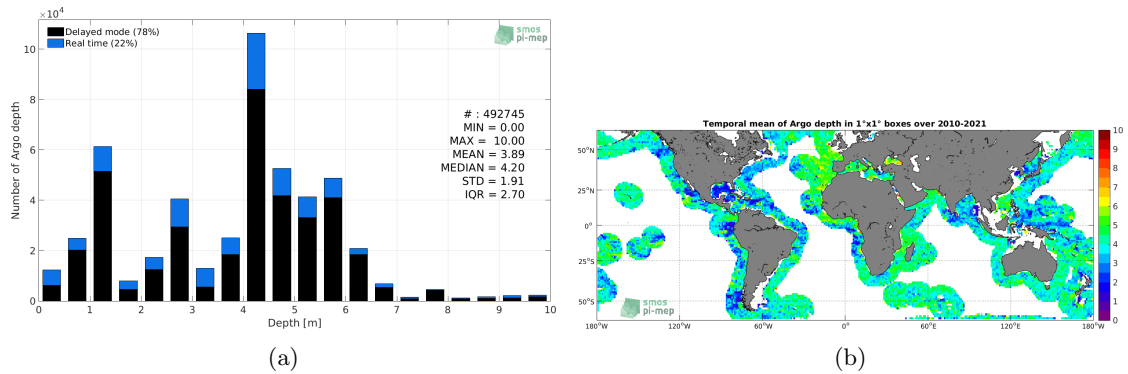 ×10⁴
Delayed mode (78%)
Real time (22%)
smos
pi-mep
10
8
6
4
2
0
Number of Argo depth
# : 492745
MIN = 0.00
MAX = 10.00
MEAN = 3.89
MEDIAN = 4.20
STD = 1.91
IQR = 2.70
0 1 2 3 4 5 6 7 8 9 10
Depth [m]
(a)
Temporal mean of Argo depth in 1°x1° boxes over 2010-2021
50°N
25°N
0°
25°S
50°S
smos
pi-mep
180°W 120°W 60°W 0° 60°E 120°E 180°W
10
9
8
7
6
5
4
3
2
1
0
(b)